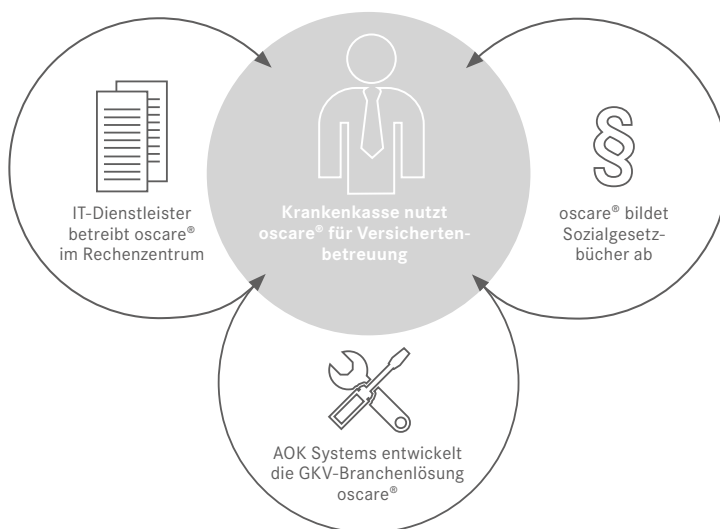 IT-Dienstleister
betreibt oscare®
im Rechenzentrum
Krankenkasse nutzt
oscare® für Versicherten-
betreuung
§
oscare® bildet
Sozialgesetz-
bücher ab
AOK Systems entwickelt
die GKV-Branchenlösung
oscare®